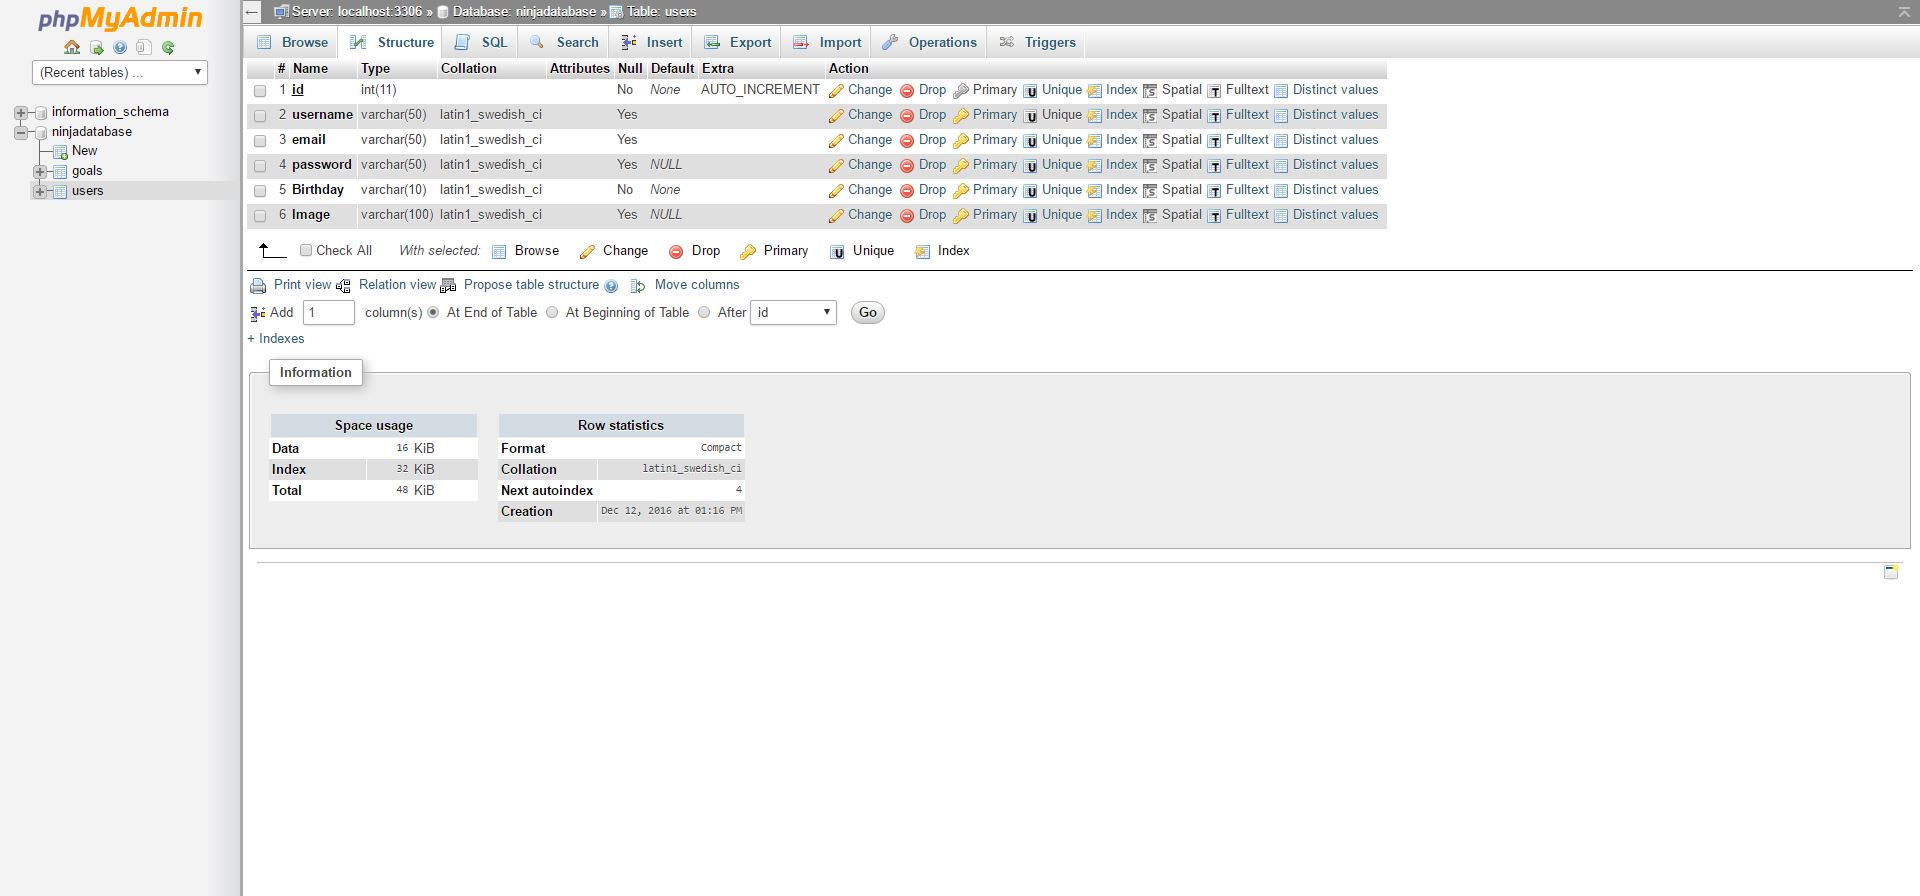 phpMyAdmin
(Recent tables) ...
information_schema
ninjadatabase
New
goals
users
Server: localhost:3306 » Database: ninjadatabase » Table: users
Browse Structure SQL Search Insert Export Import Operations Triggers
# Name Type Collation Attributes Null Default Extra Action
1 id int(11) No None AUTO_INCREMENT Change Drop Primary Unique Index Spatial Fulltext Distinct values
2 username varchar(50) latin1_swedish_ci Yes Change Drop Primary Unique Index Spatial Fulltext Distinct values
3 email varchar(50) latin1_swedish_ci Yes Change Drop Primary Unique Index Spatial Fulltext Distinct values
4 password varchar(50) latin1_swedish_ci Yes NULL Change Drop Primary Unique Index Spatial Fulltext Distinct values
5 Birthday varchar(10) latin1_swedish_ci No None Change Drop Primary Unique Index Spatial Fulltext Distinct values
6 Image varchar(100) latin1_swedish_ci Yes NULL Change Drop Primary Unique Index Spatial Fulltext Distinct values
Check All With selected: Browse Change Drop Primary Unique Index
Print view Relation view Propose table structure Move columns
Add 1 column(s) At End of Table At Beginning of Table After id Go
+ Indexes
Information
Space usage
Data 16 KiB
Index 32 KiB
Total 48 KiB
Row statistics
Format Compact
Collation latin1_swedish_ci
Next autoindex 4
Creation Dec 12, 2016 at 01:16 PM